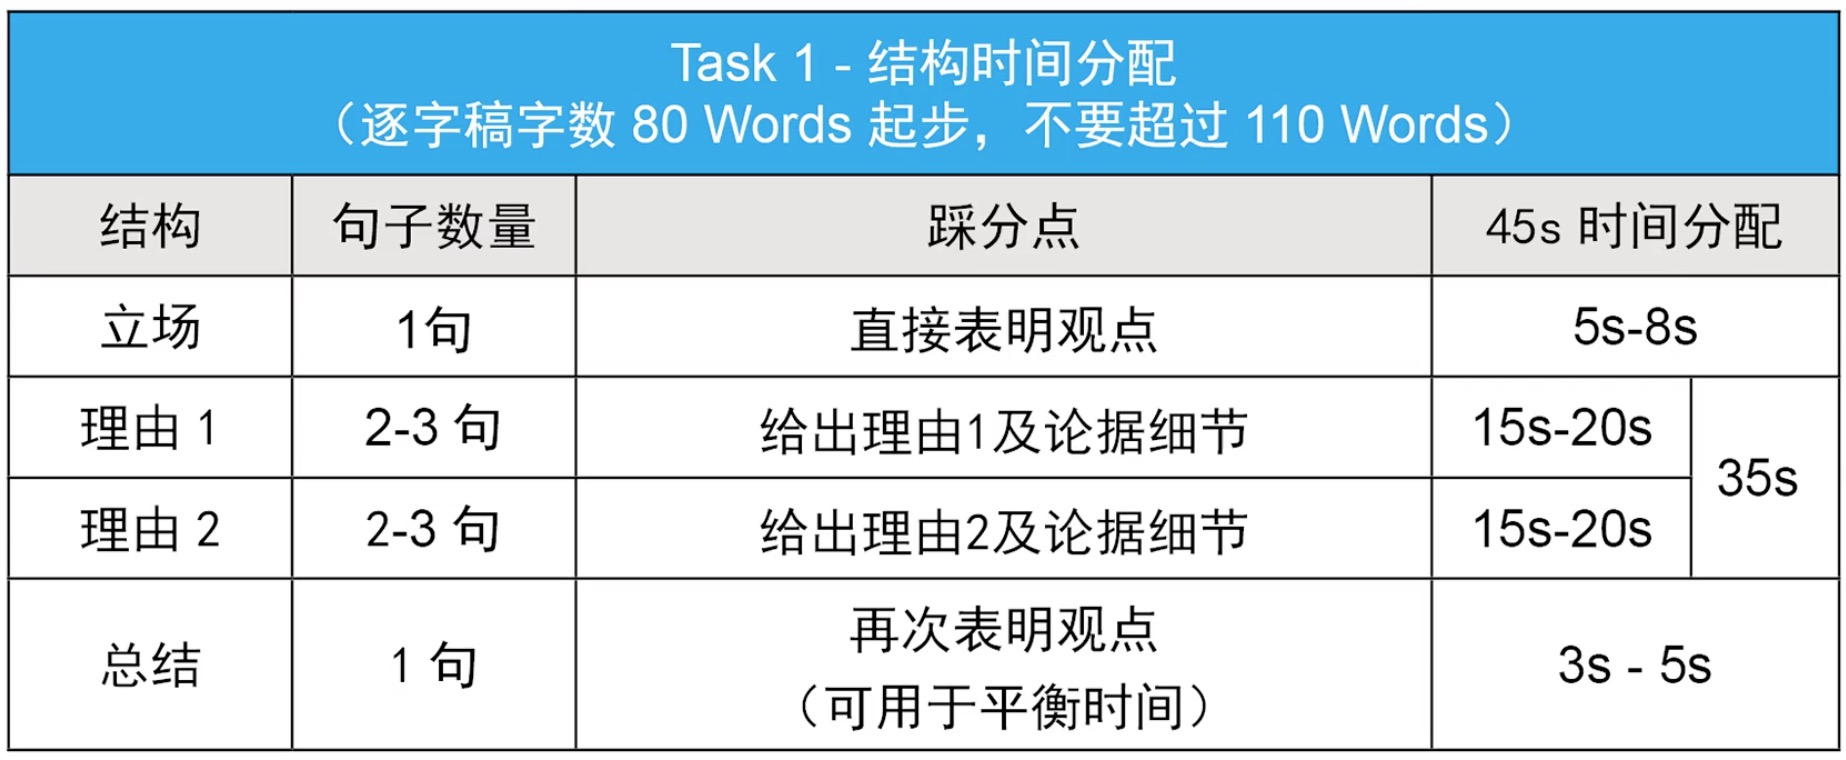 Task 1 - 结构时间分配
（逐字稿字数 80 Words 起步，不要超过 110 Words）
结构 句子数量 踩分点 45s 时间分配
立场 1句 直接表明观点 5s-8s
理由 1 2-3 句 给出理由1及论据细节 15s-20s
35s
理由 2 2-3 句 给出理由2及论据细节 15s-20s
总结 1 句 再次表明观点 3s - 5s
（可用于平衡时间）